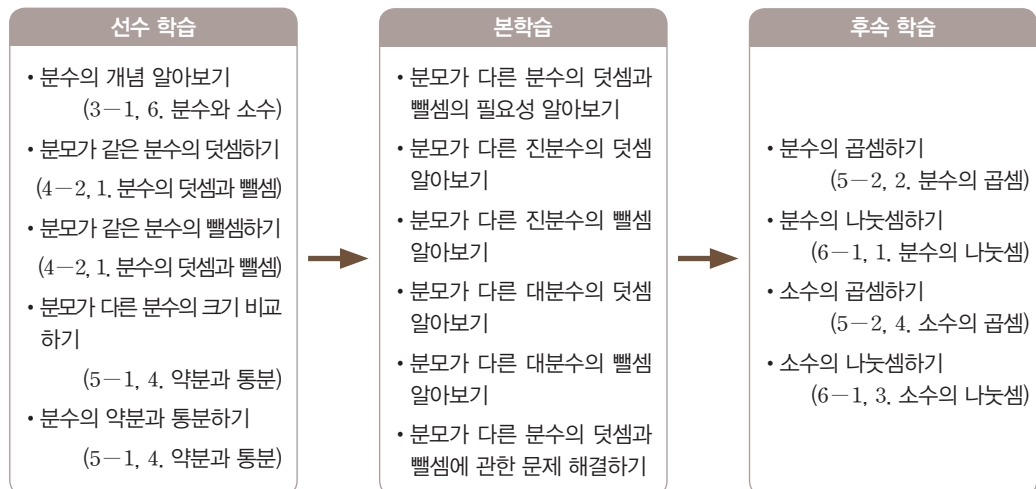 선수 학습
• 분수의 개념 알아보기
(3-1, 6. 분수와 소수)
• 분모가 같은 분수의 덧셈하기
(4-2, 1. 분수의 덧셈과 뺄셈)
• 분모가 같은 분수의 뺄셈하기
(4-2, 1. 분수의 덧셈과 뺄셈)
• 분모가 다른 분수의 크기 비교
하기
(5-1, 4. 약분과 통분)
• 분수의 약분과 통분하기
(5-1, 4. 약분과 통분)
본학습
• 분모가 다른 분수의 덧셈과
뺄셈의 필요성 알아보기
• 분모가 다른 진분수의 덧셈
알아보기
• 분모가 다른 진분수의 뺄셈
알아보기
• 분모가 다른 대분수의 덧셈
알아보기
• 분모가 다른 대분수의 뺄셈
알아보기
• 분모가 다른 분수의 덧셈과
뺄셈에 관한 문제 해결하기
후속 학습
• 분수의 곱셈하기
(5-2, 2. 분수의 곱셈)
• 분수의 나눗셈하기
(6-1, 1. 분수의 나눗셈)
• 소수의 곱셈하기
(5-2, 4. 소수의 곱셈)
• 소수의 나눗셈하기
(6-1, 3. 소수의 나눗셈)